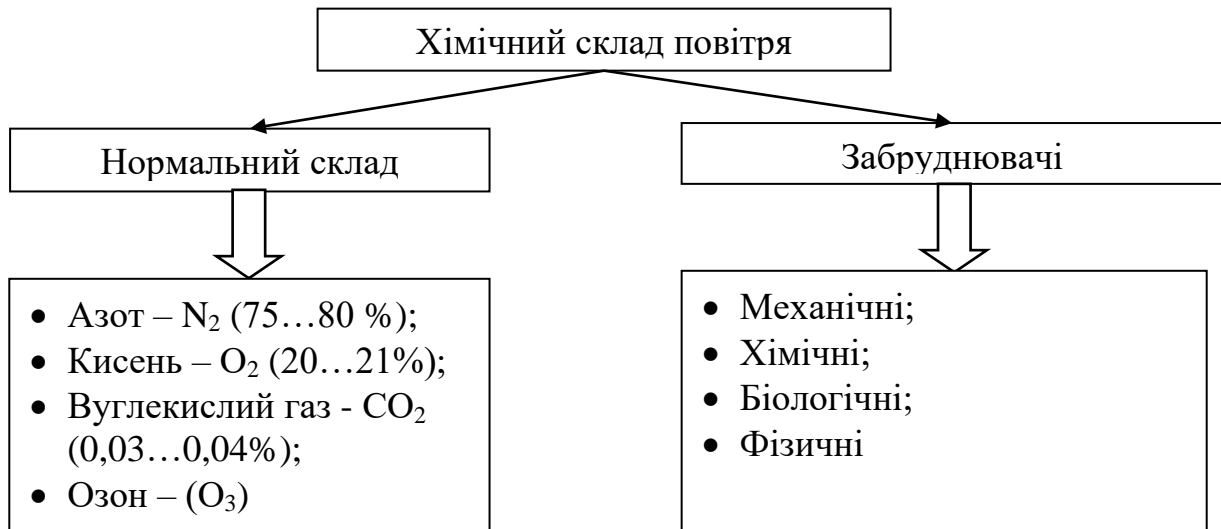 Хімічний склад повітря
Нормальний склад
Забруднювачі
• Азот – N₂ (75…80 %);
• Кисень – O₂ (20…21%);
• Вуглекислий газ - CO₂
(0,03…0,04%);
• Озон – (O₃)
• Механічні;
• Хімічні;
• Біологічні;
• Фізичні